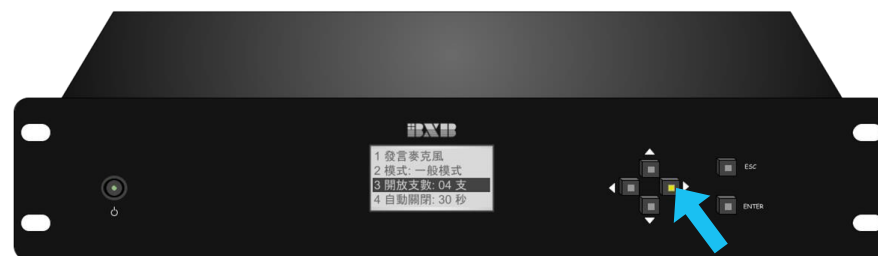 BXB
1 發言麥克風
2 模式: 一般模式
3 開放支數: 04 支
4 自動關閉: 30 秒
ESC
ENTER